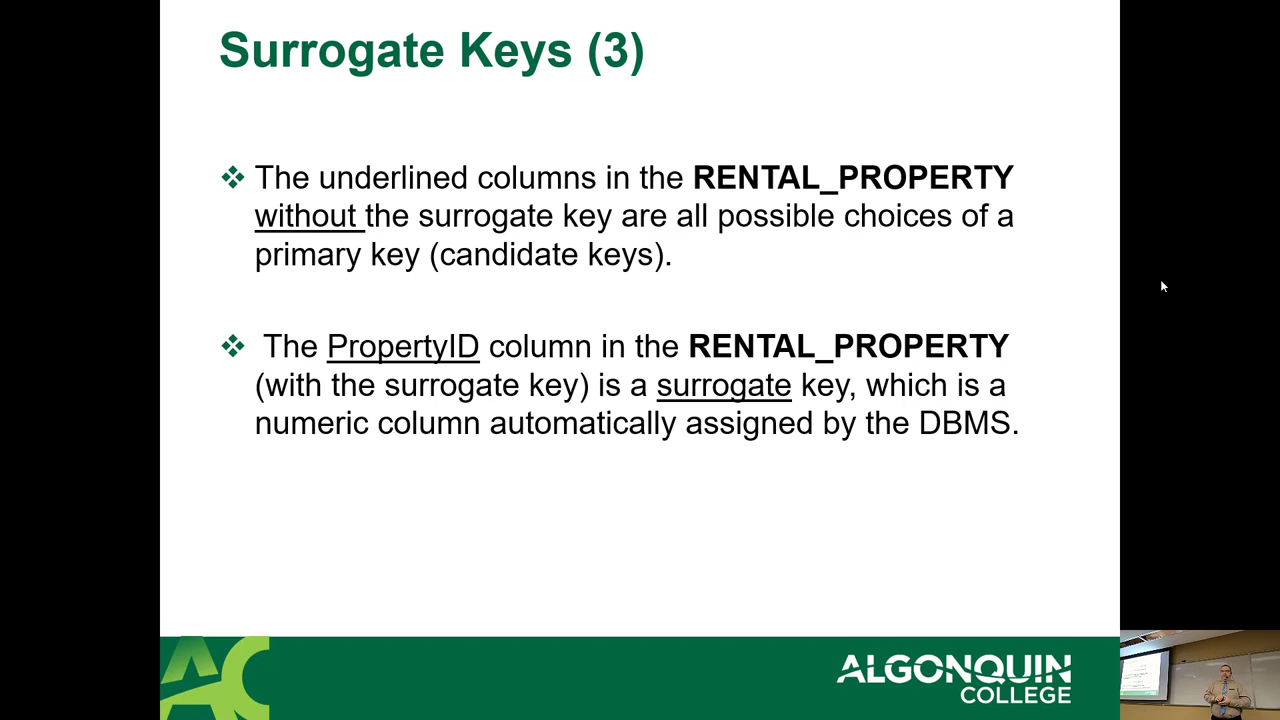 Surrogate Keys (3)
The underlined columns in the RENTAL_PROPERTY
without the surrogate key are all possible choices of a
primary key (candidate keys).
The PropertyID column in the RENTAL_PROPERTY
(with the surrogate key) is a surrogate key, which is a
numeric column automatically assigned by the DBMS.
AC
ALGONQUIN
COLLEGE